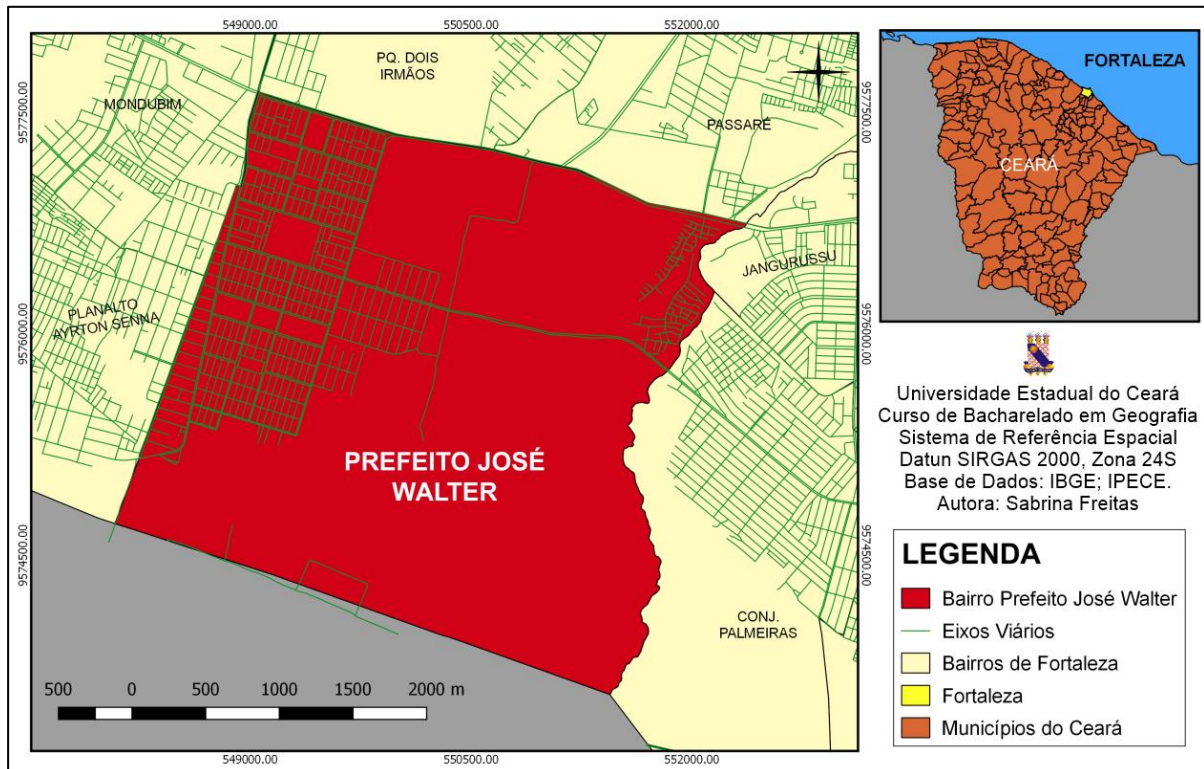 549000.00
550500.00
552000.00
9577500.00
9576000.00
9574500.00
PQ. DOIS
IRMÃOS
MONDUBIM
PASSARÉ
JANGURUSSU
PLANALTO
AYRTON SENNA
PREFEITO JOSÉ
WALTER
CONJ.
PALMEIRAS
500 0 500 1000 1500 2000 m
9577500.00
9576000.00
9574500.00
549000.00
550500.00
552000.00
FORTALEZA
CEARÁ
Universidade Estadual do Ceará
Curso de Bacharelado em Geografia
Sistema de Referência Espacial
Datun SIRGAS 2000, Zona 24S
Base de Dados: IBGE; IPECE.
Autora: Sabrina Freitas
LEGENDA
Bairro Prefeito José Walter
Eixos Viários
Bairros de Fortaleza
Fortaleza
Municípios do Ceará